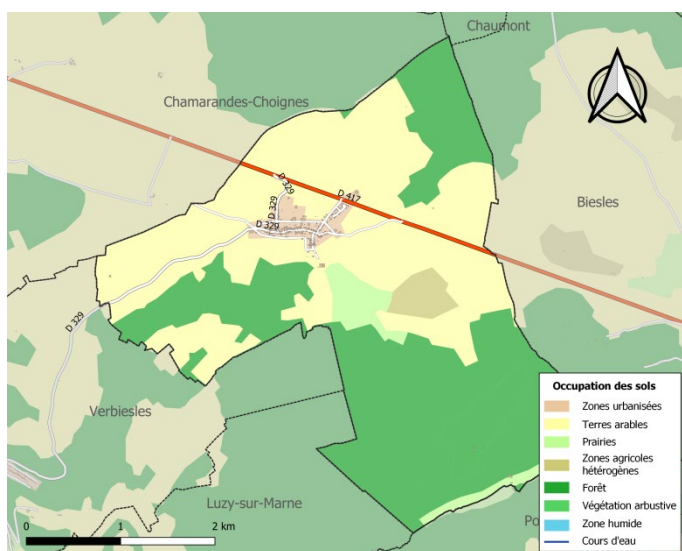 Chaumont
Chamarandes-Choignes
D 329
D 417
D 329
D 329
Biesles
D 329
Verbiesles
Luzy-sur-Marne
Occupation des sols
Zones urbanisées
Terres arables
Prairies
Zones agricoles
hétérogènes
Forêt
Végétation arbustive
Zone humide
Cours d'eau
Po
0 1 2 km